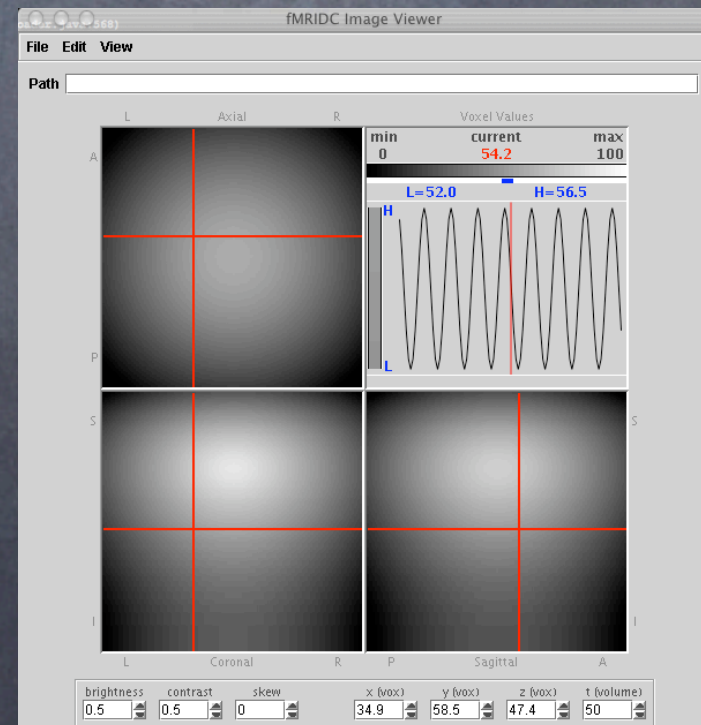 fMRIDC Image Viewer
File Edit View
Path
L Axial R Voxel Values
A
min current max
0 54.2 100
L=52.0 H=56.5
H
P
L
S S
I I
L Coronal R P Sagittal A
brightness contrast skew x (vox) y (vox) z (vox) t (volume)
0.5 0.5 0 34.9 58.5 47.4 50